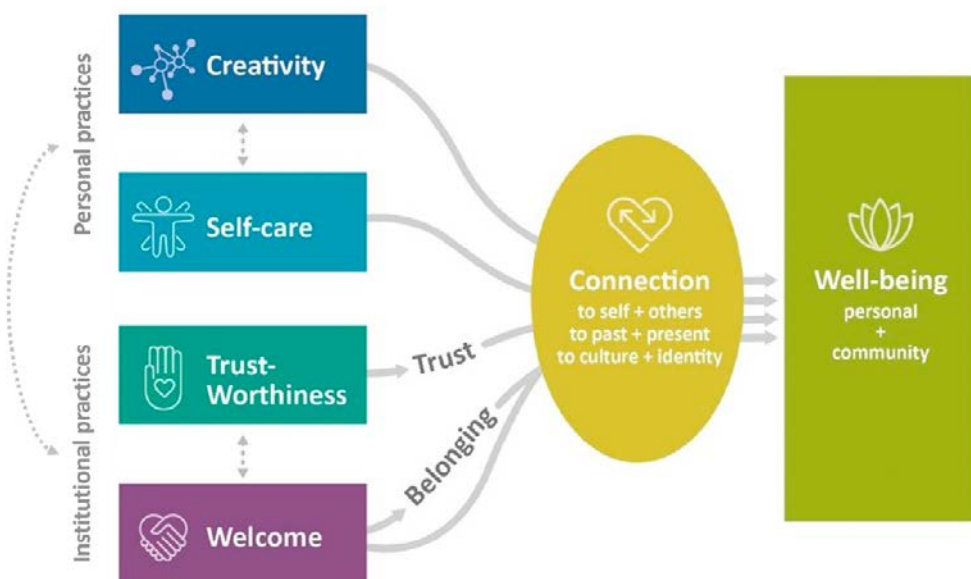 Personal practices
Creativity
Self-care
Institutional practices
Trust-
Worthiness
Welcome
Trust
Belonging
Connection
to self + others
to past + present
to culture + identity
Well-being
personal
+
community